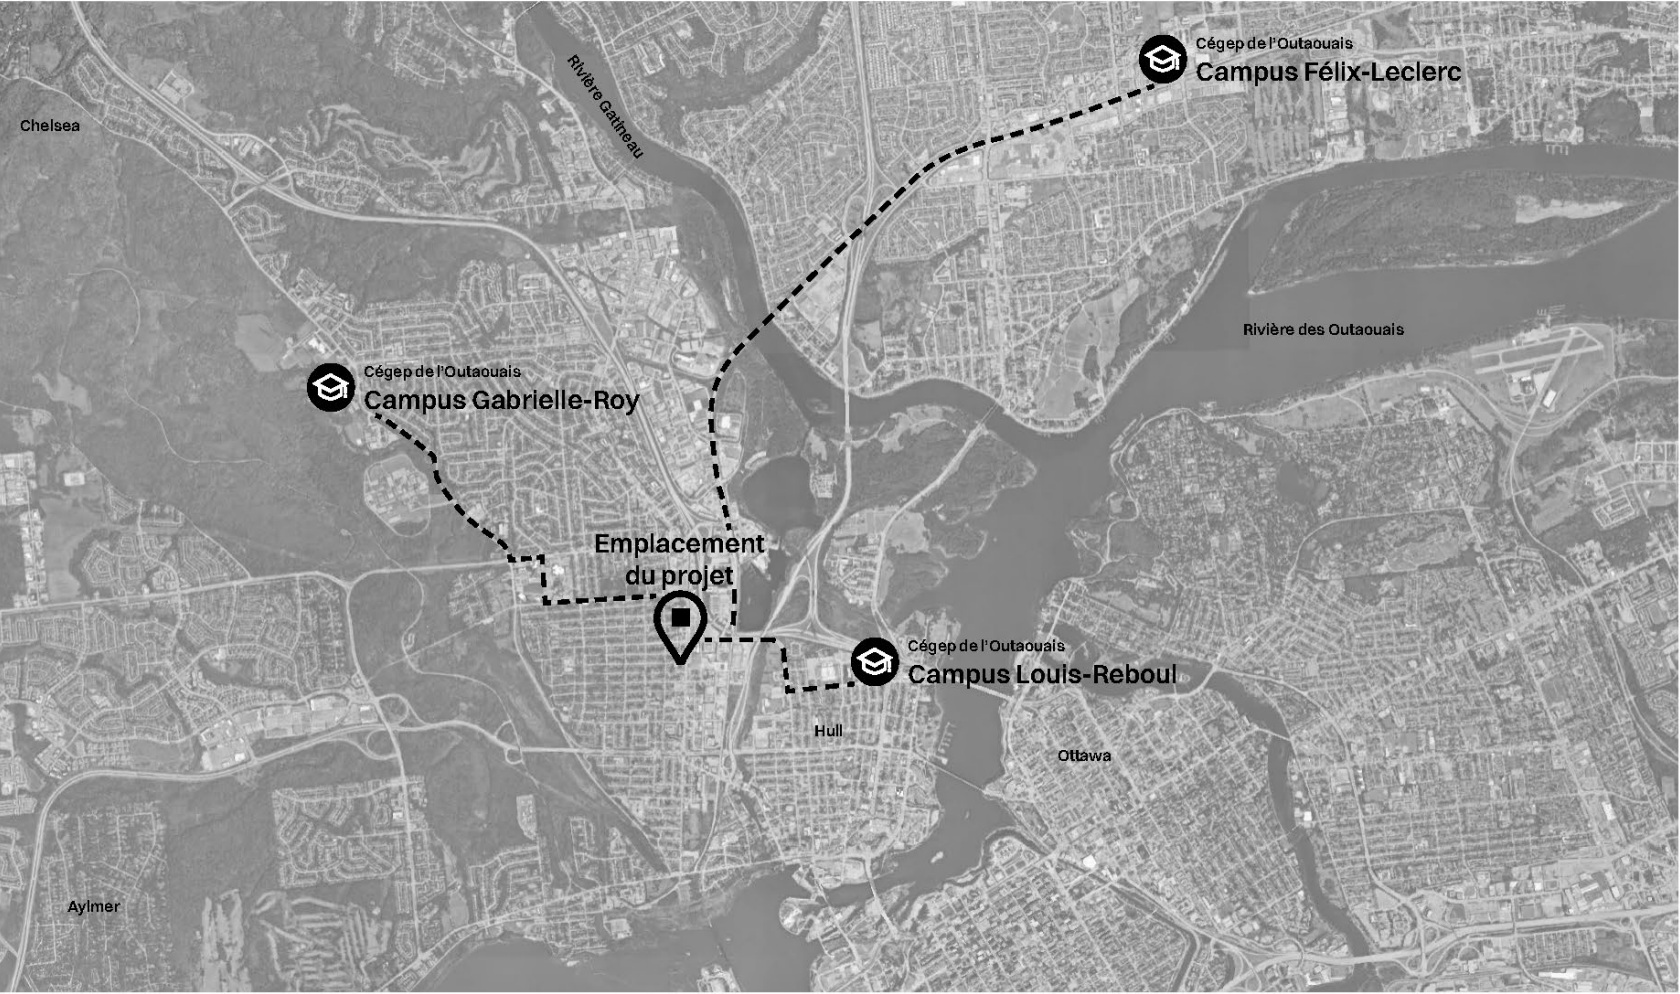 Cégep de l'Outaouais
Campus Félix-Leclerc
Rivière Gatineau
Chelsea
Rivière des Outaouais
Cégep de l'Outaouais
Campus Gabrielle-Roy
Emplacement
du projet
Cégep de l'Outaouais
Campus Louis-Reboul
Hull
Ottawa
Aylmer